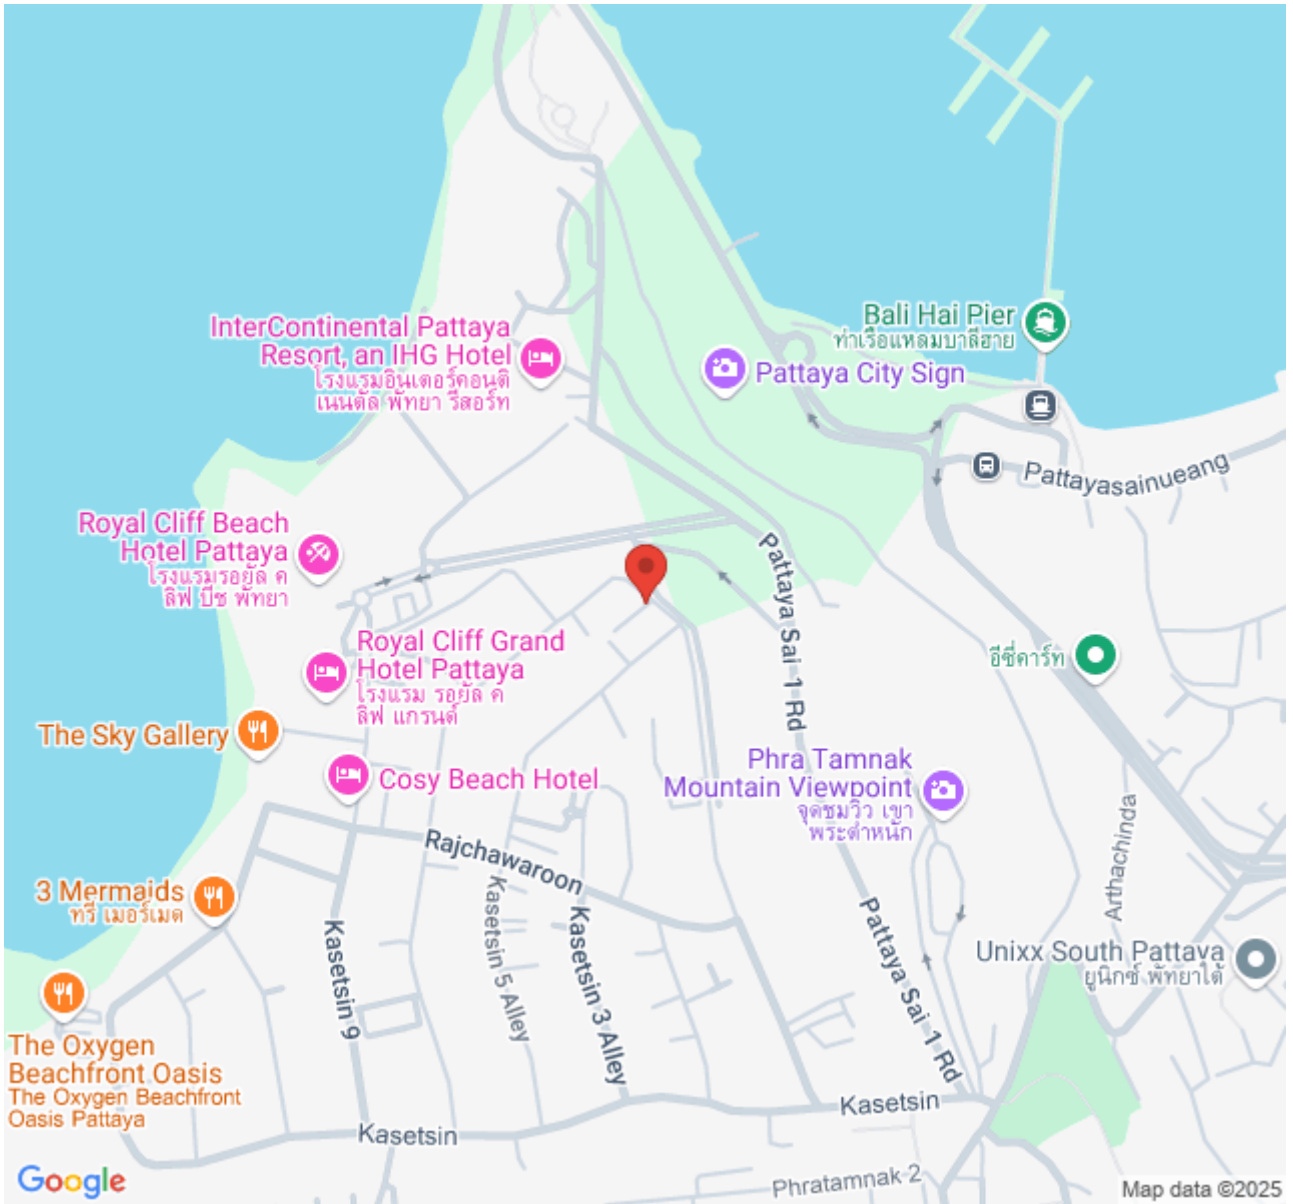 Bali Hai Pier
ท่าเรือแหลมบาลีฮาย
InterContinental Pattaya
Resort, an IHG Hotel
โรงแรมอินเตอร์คอนติ
เนนตัล พัทยา รีสอร์ท
Pattaya City Sign
Pattayasainueang
Royal Cliff Beach
Hotel Pattaya
โรงแรมรอยัล ค
ลิฟ บีช พัทยา
Pattaya Sai 1 Rd
Royal Cliff Grand
Hotel Pattaya
โรงแรม รอยัล ค
ลิฟ แกรนด์
อีซี่คาร์ท
The Sky Gallery
Cosy Beach Hotel
Phra Tamnak
Mountain Viewpoint
จุดชมวิว เขา
พระตำหนัก
Rajchawaroon
Arthachinda
3 Mermaids
ทรี เมอร์เมด
Kasetsin 9
Kasetsin 5 Alley
Kasetsin 3 Alley
Pattaya Sai 1 Rd
Unixx South Pattaya
ยูนิกซ์ พัทยาใต้
The Oxygen
Beachfront Oasis
The Oxygen Beachfront
Oasis Pattaya
Kasetsin
Kasetsin
Phratamnak 2
Google
Map data ©2025